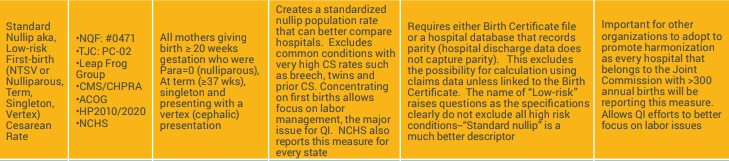 Standard
Nullip aka,
Low-risk
First-birth
(NTSV or
Nulliparous,
Term,
Singleton,
Vertex)
Cesarean
Rate
•NQF: #0471
•TJC: PC-02
•Leap Frog
Group
•CMS/CHPRA
•ACOG
•HP2010/2020
•NCHS
All mothers giving
birth ≥ 20 weeks
gestation who were
Para=0 (nulliparous),
At term (≥37 wks),
singleton and
presenting with a
vertex (cephalic)
presentation
Creates a standardized
nullip population rate
that can better compare
hospitals. Excludes
common conditions with
very high CS rates such
as breech, twins and
prior CS. Concentrating
on first births allows
focus on labor
management, the major
issue for QI. NCHS also
reports this measure for
every state
Requires either Birth Certificate file
or a hospital database that records
parity (hospital discharge data does
not capture parity). This excludes
the possibility for calculation using
claims data unless linked to the Birth
Certificate. The name of “Low-risk”
raises questions as the specifications
clearly do not exclude all high risk
conditions–“Standard nullip” is a
much better descriptor
Important for other
organizations to adopt to
promote harmonization
as every hospital that
belongs to the Joint
Commission with >300
annual births will be
reporting this measure.
Allows QI efforts to better
focus on labor issues